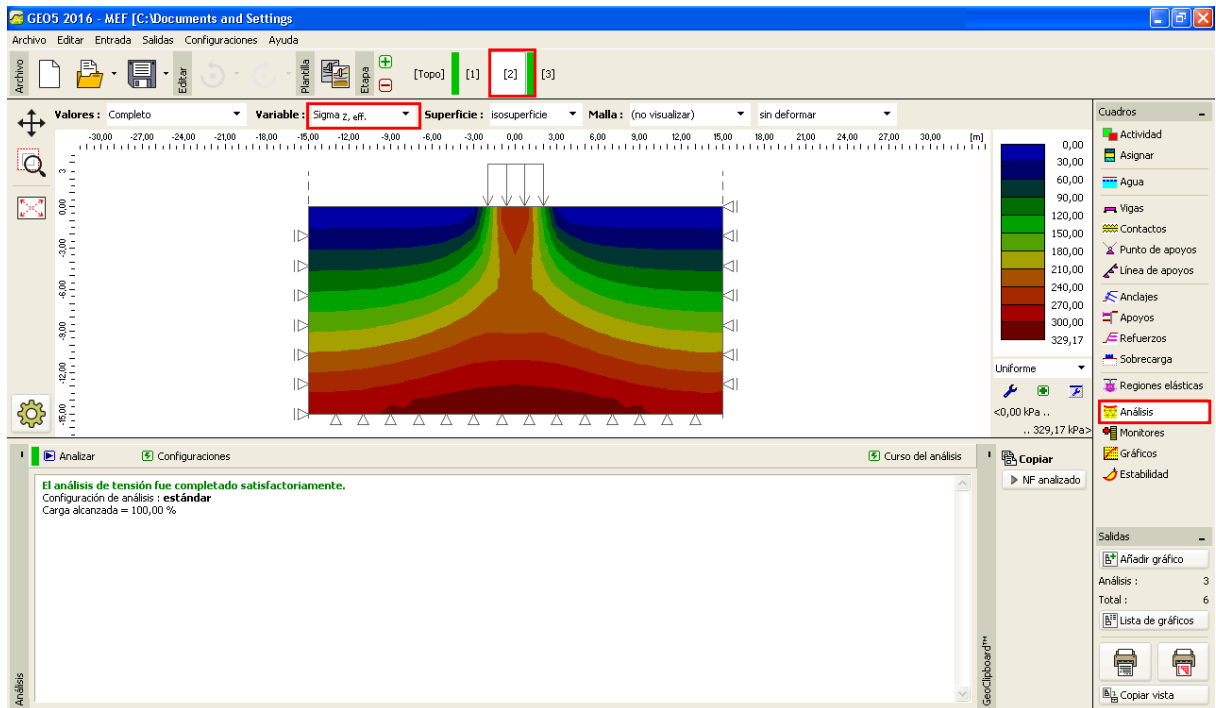 GEO5 2016 - MEF [C:\Documents and Settings
Archivo Editar Entrada Salidas Configuraciones Ayuda
Archivo
Editar
Plantilla
Etapa
[Topo] [1] [2] [3]
Valores : Completo Variable : Sigma z, eff. Superficie : isosuperficie Malla : (no visualizar) sin deformar
-30,00 -27,00 -24,00 -21,00 -18,00 -15,00 -12,00 -9,00 -6,00 -3,00 0,00 3,00 6,00 9,00 12,00 15,00 18,00 21,00 24,00 27,00 30,00 [m]
3
0,00
-3,00
-6,00
-9,00
-12,00
-15,00
0,00
30,00
60,00
90,00
120,00
150,00
180,00
210,00
240,00
270,00
300,00
329,17
Uniforme
<0,00 kPa ..
.. 329,17 kPa>
Cuadros
Actividad
Asignar
Agua
Vigas
Contactos
Punto de apoyos
Línea de apoyos
Anclajes
Apoyos
Refuerzos
Sobrecarga
Regiones elásticas
Análisis
Monitores
Gráficos
Estabilidad
Analizar Configuraciones Curso del análisis
El análisis de tensión fue completado satisfactoriamente.
Configuración de análisis : estándar
Carga alcanzada = 100,00 %
Análisis
Copiar
NF analizado
GeoClipboard™
Salidas
Añadir gráfico
Análisis : 3
Total : 6
Lista de gráficos
Copiar vista